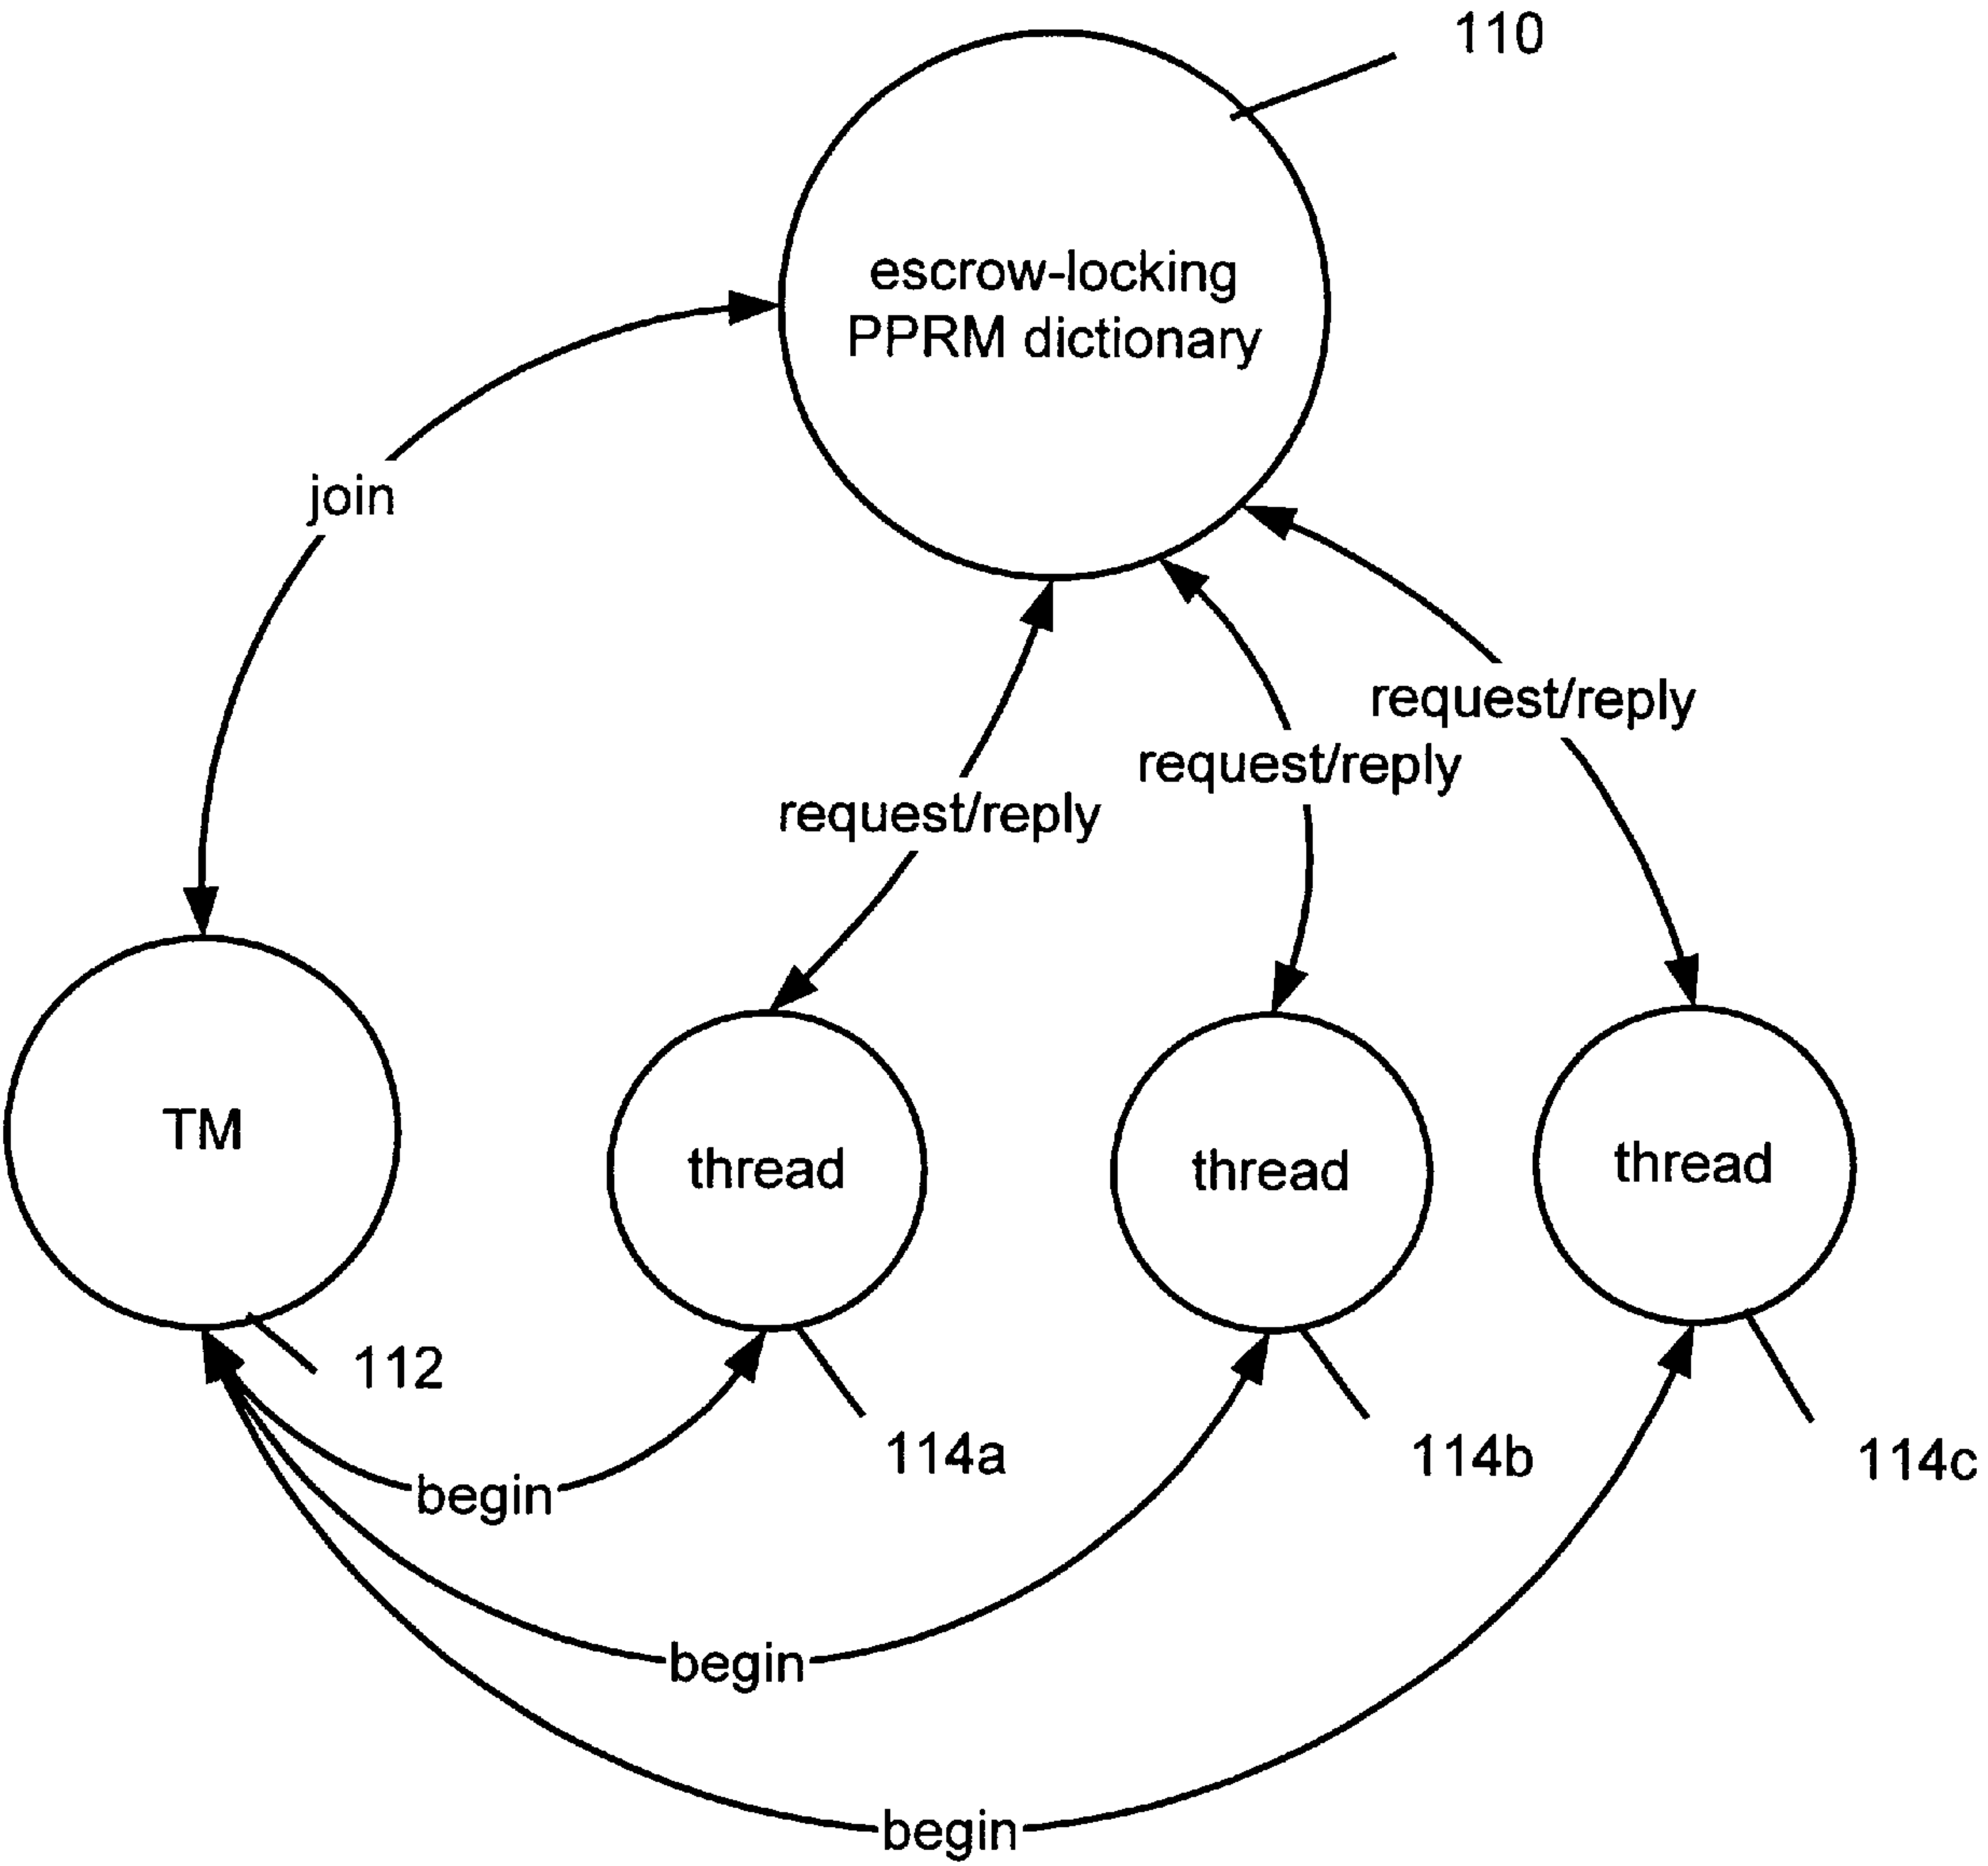 110
escrow-locking
PPRM dictionary
join
request/reply
request/reply
request/reply
TM
thread
thread
thread
112
114a
114b
114c
begin
begin
begin